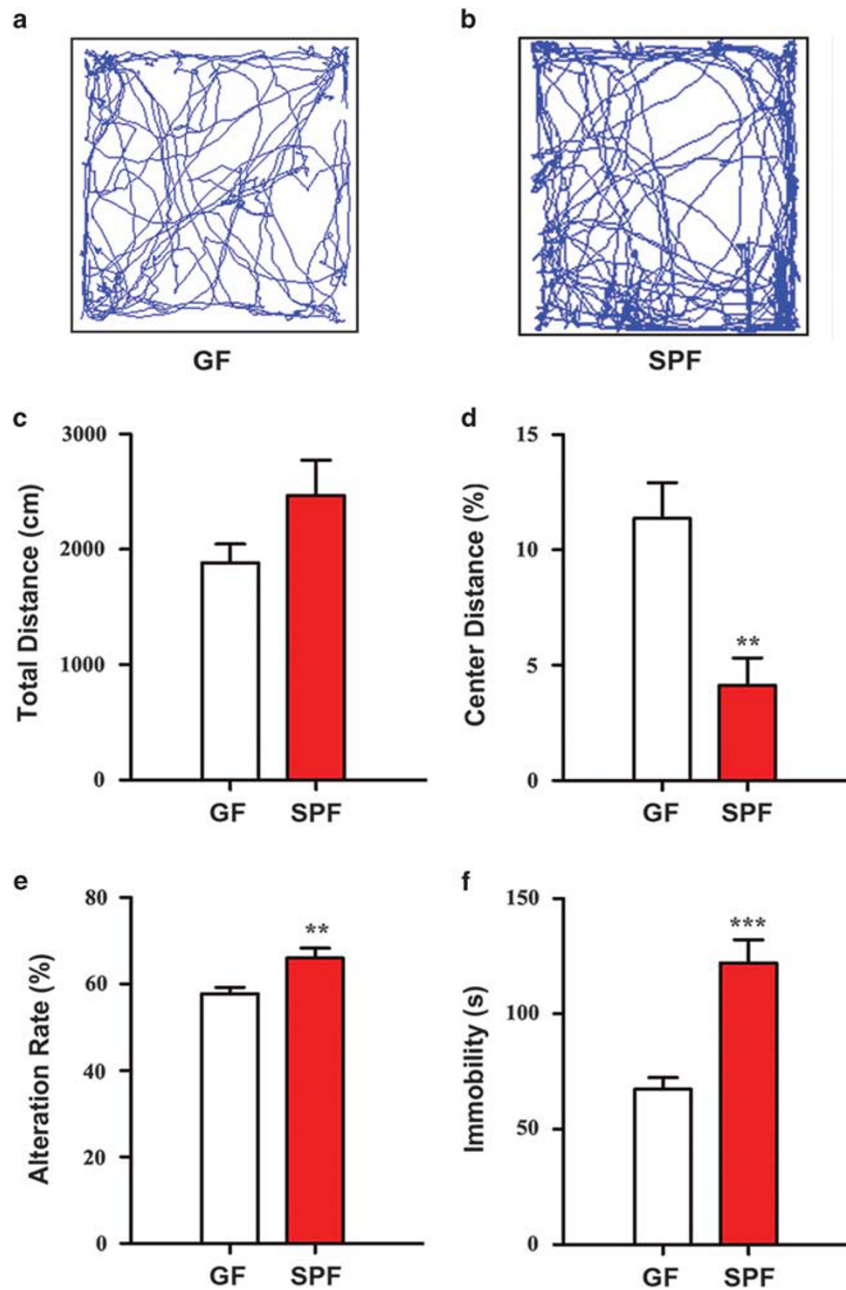 a
b
GF
SPF
c
3000
2000
1000
0
Total Distance (cm)
GF
SPF
d
15
10
5
0
Center Distance (%)
**
GF
SPF
e
80
60
40
20
0
Alteration Rate (%)
**
GF
SPF
f
150
100
50
0
Immobility (s)
***
GF
SPF